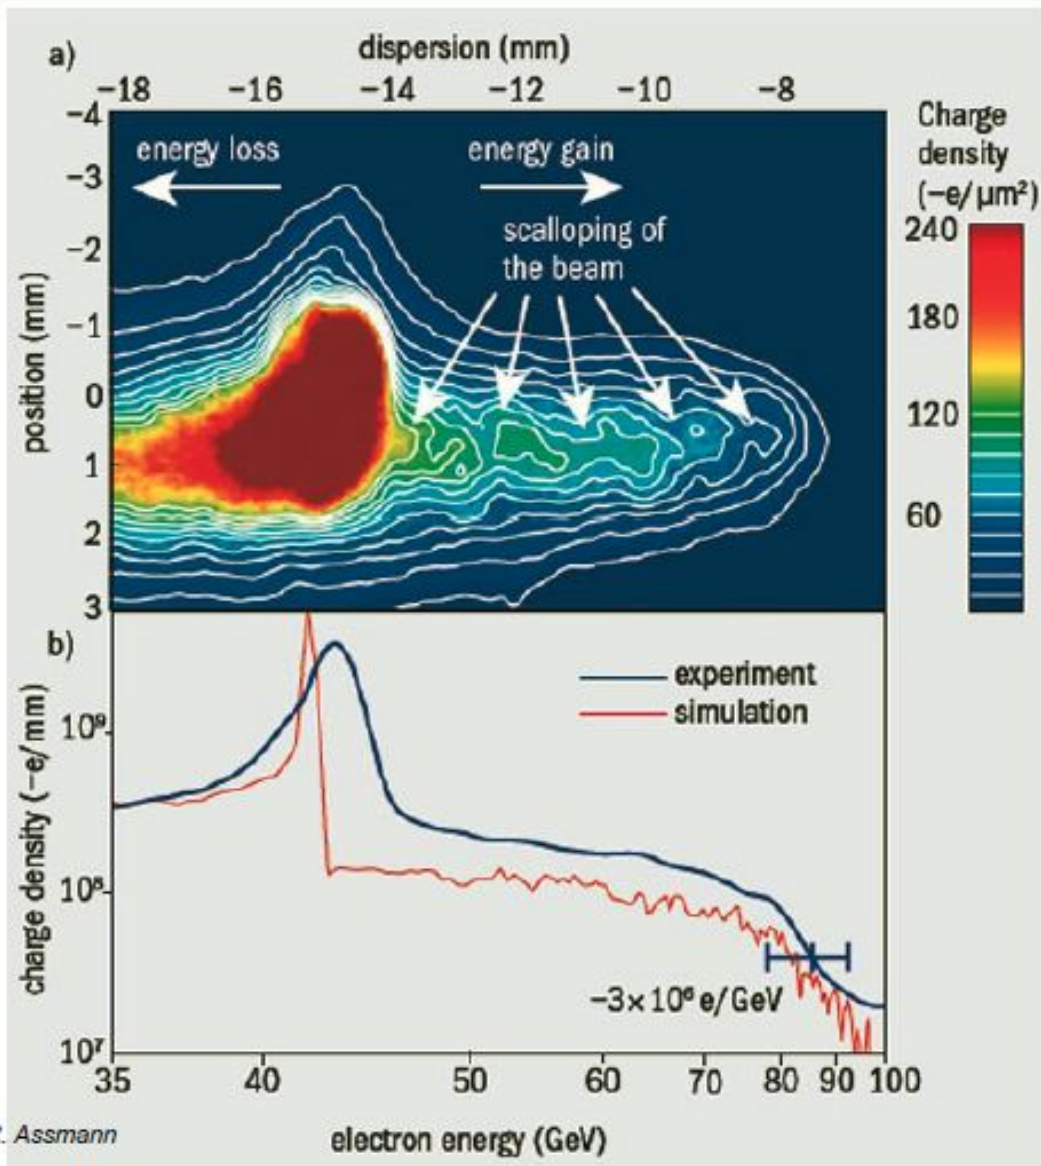 a)
dispersion (mm)
−18 −16 −14 −12 −10 −8
−4
−3
−2
−1
0
1
2
3
position (mm)
energy loss
energy gain
scalloping of
the beam
Charge
density
(−e/µm²)
240
180
120
60
b)
experiment
simulation
charge density (−e/mm)
10⁹
10⁸
10⁷
−3×10⁶ e/GeV
35 40 50 60 70 80 90 100
electron energy (GeV)
. Assmann